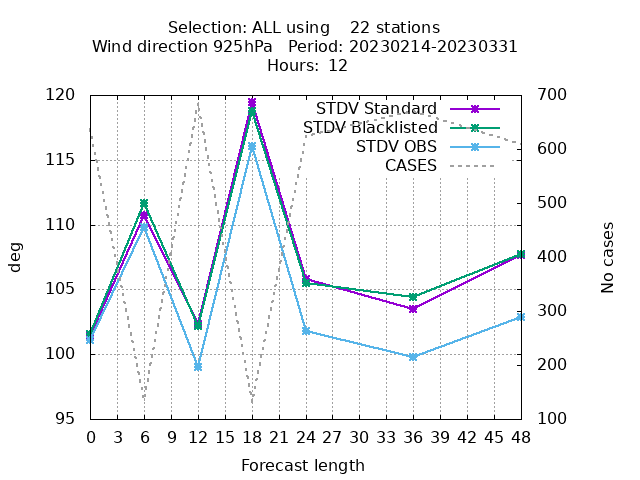 Selection: ALL using    22 stations
Wind direction 925hPa   Period: 20230214-20230331
Hours:  12
120
115
110
105
100
95
deg
700
600
500
400
300
200
100
No cases
STDV Standard
STDV Blacklisted
STDV OBS
CASES
0 3 6 9 12 15 18 21 24 27 30 33 36 39 42 45 48
Forecast length